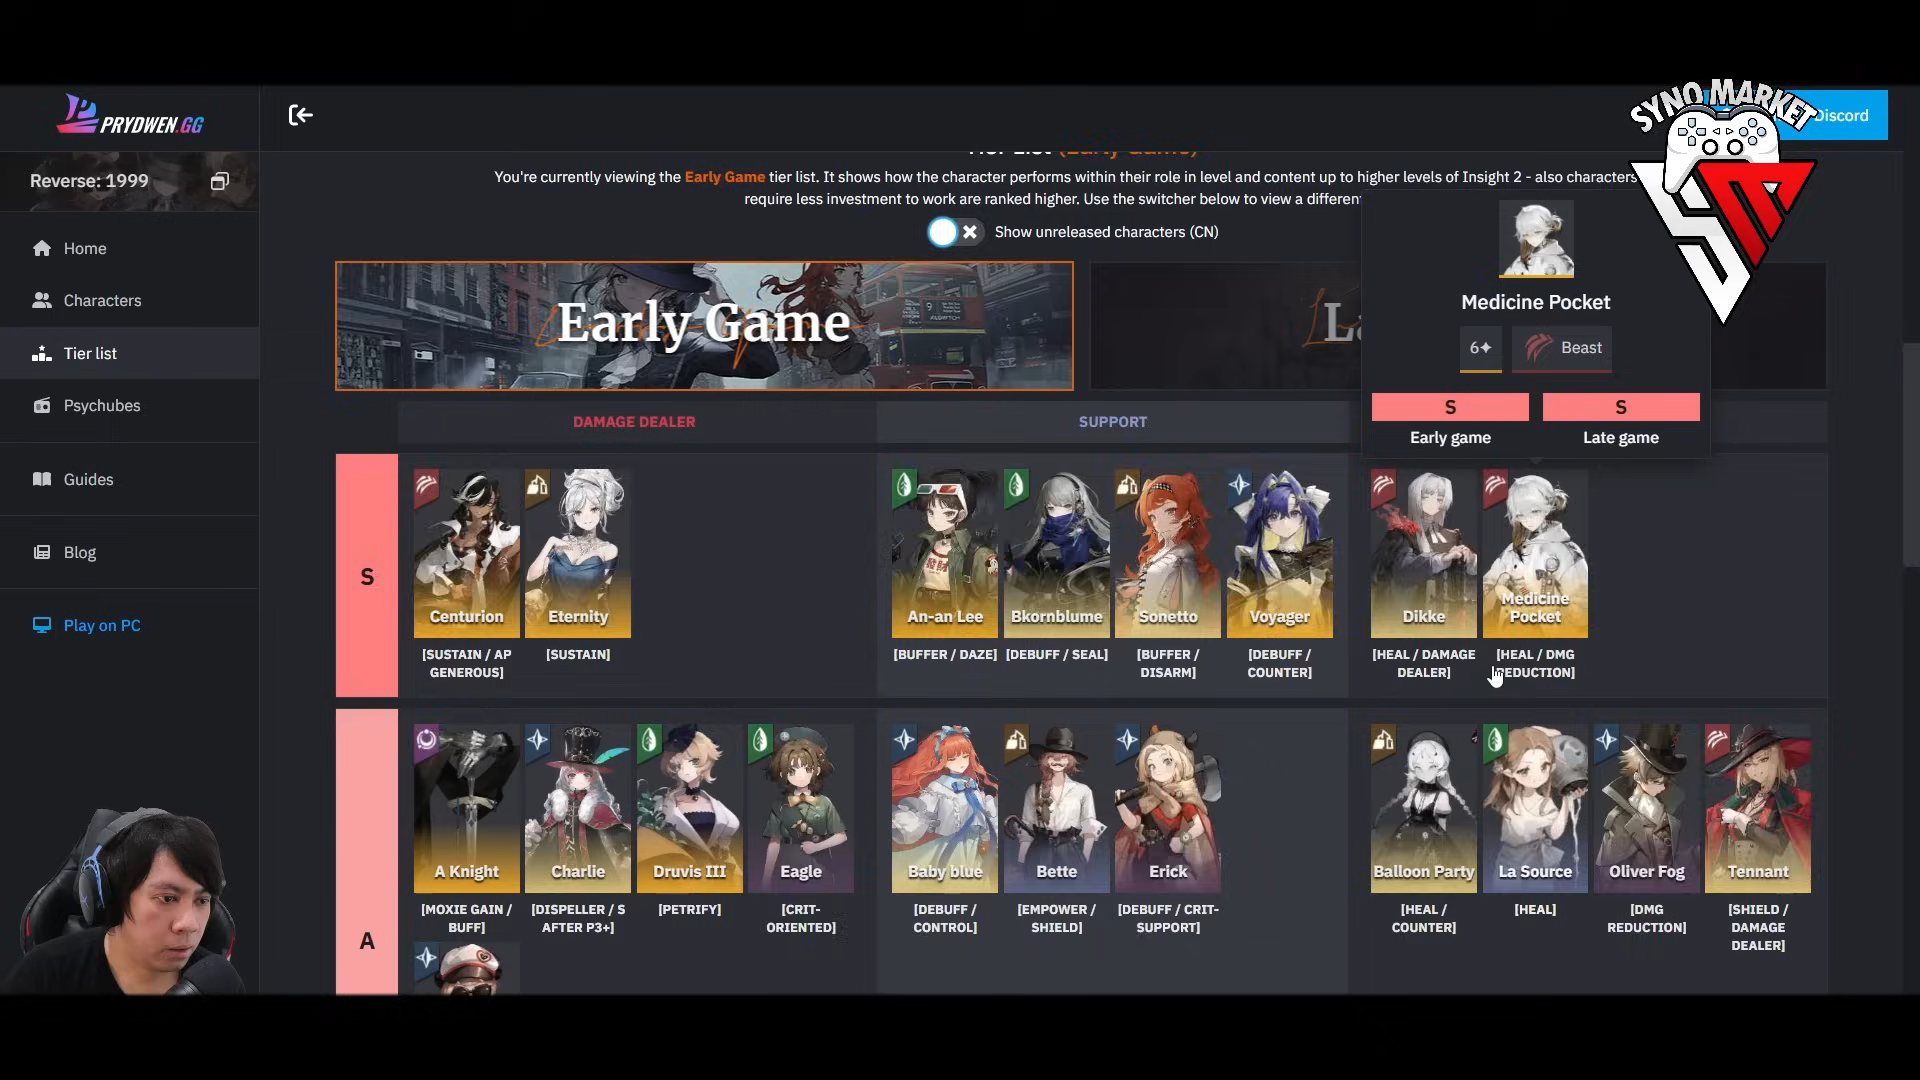 PRYDWEN.GG
SYNO MARKET
Discord
Reverse: 1999
Home
Characters
Tier list
Psychubes
Guides
Blog
Play on PC
Tier List (Early Game)
You're currently viewing the Early Game tier list. It shows how the character performs within their role in level and content up to higher levels of Insight 2 - also characters
require less investment to work are ranked higher. Use the switcher below to view a different
Show unreleased characters (CN)
Early Game
Medicine Pocket
6✦ Beast
S S
Early game Late game
DAMAGE DEALER SUPPORT
S
Centurion Eternity An-an Lee Bkornblume Sonetto Voyager Dikke Medicine Pocket
[SUSTAIN / AP GENEROUS] [SUSTAIN] [BUFFER / DAZE] [DEBUFF / SEAL] [BUFFER / DISARM] [DEBUFF / COUNTER] [HEAL / DAMAGE DEALER] [HEAL / DMG REDUCTION]
A
A Knight Charlie Druvis III Eagle Baby blue Bette Erick Balloon Party La Source Oliver Fog Tennant
[MOXIE GAIN / BUFF] [DISPELLER / S AFTER P3+] [PETRIFY] [CRIT-ORIENTED] [DEBUFF / CONTROL] [EMPOWER / SHIELD] [DEBUFF / CRIT-SUPPORT] [HEAL / COUNTER] [HEAL] [DMG REDUCTION] [SHIELD / DAMAGE DEALER]